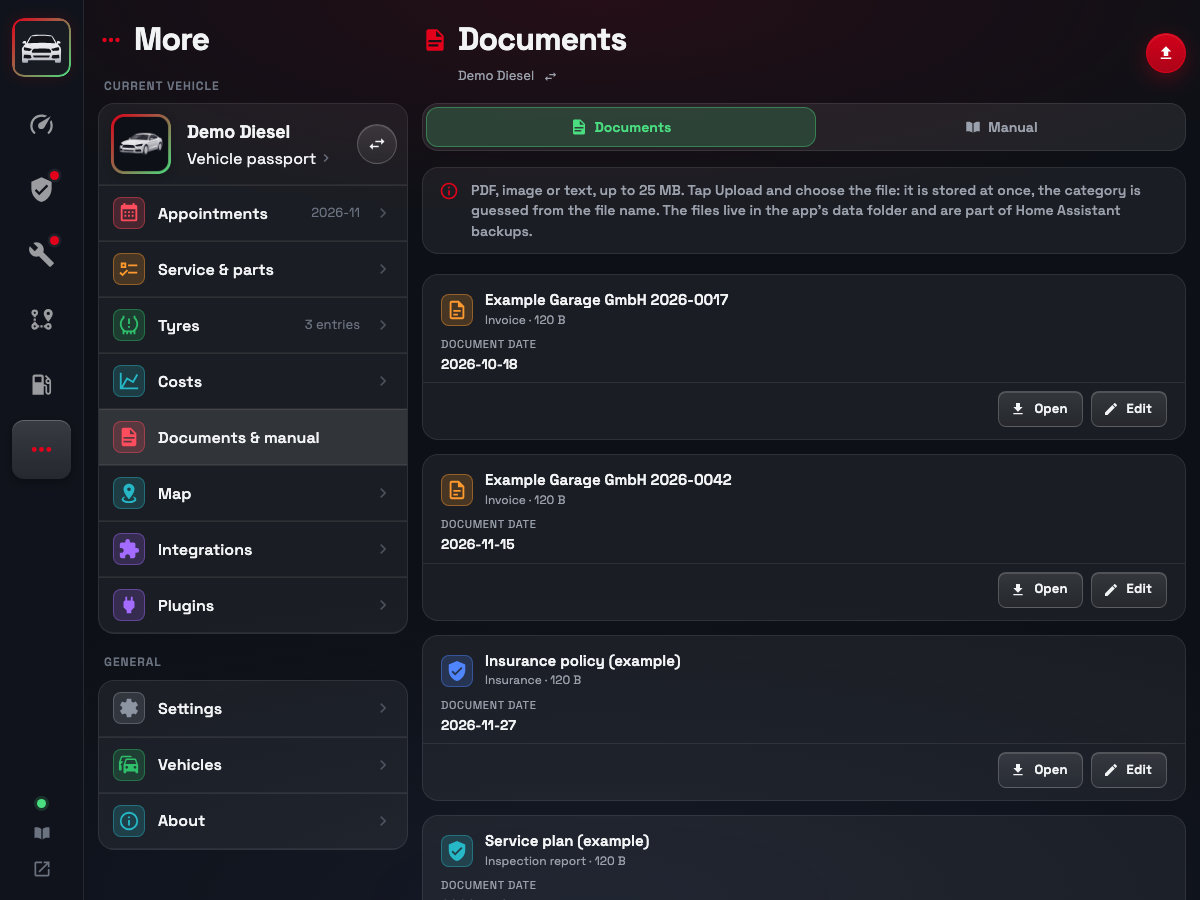 More
CURRENT VEHICLE
Demo Diesel
Vehicle passport
Appointments 2026-11
Service & parts
Tyres 3 entries
Costs
Documents & manual
Map
Integrations
Plugins
GENERAL
Settings
Vehicles
About
Documents
Demo Diesel
Documents
Manual
PDF, image or text, up to 25 MB. Tap Upload and choose the file: it is stored at once, the category is
guessed from the file name. The files live in the app's data folder and are part of Home Assistant
backups.
Example Garage GmbH 2026-0017
Invoice · 120 B
DOCUMENT DATE
2026-10-18
Open Edit
Example Garage GmbH 2026-0042
Invoice · 120 B
DOCUMENT DATE
2026-11-15
Open Edit
Insurance policy (example)
Insurance · 120 B
DOCUMENT DATE
2026-11-27
Open Edit
Service plan (example)
Inspection report · 120 B
DOCUMENT DATE